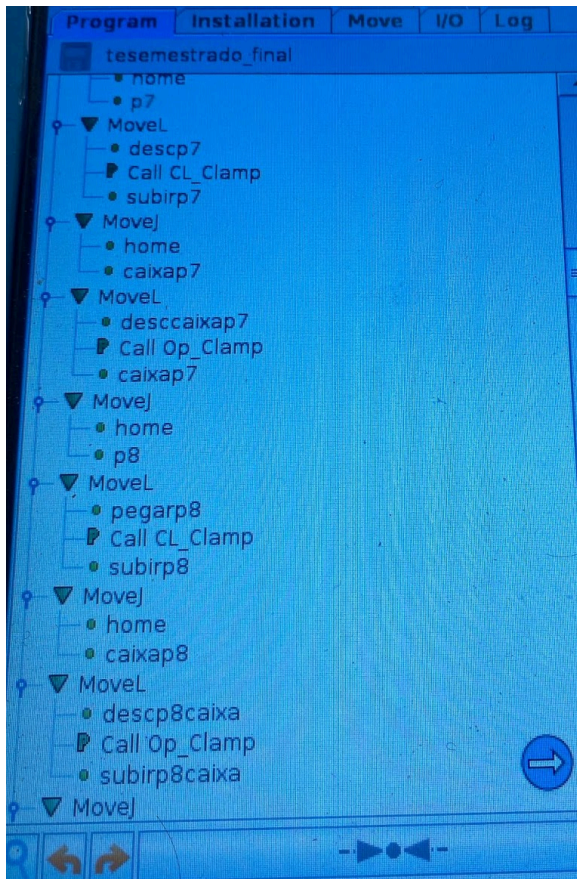 Program Installation Move I/O Log
tesemestrado_final
home
p7
MoveL
descp7
Call CL_Clamp
subirp7
MoveJ
home
caixap7
MoveL
desccaixap7
Call Op_Clamp
caixap7
MoveJ
home
p8
MoveL
pegarp8
Call CL_Clamp
subirp8
MoveJ
home
caixap8
MoveL
descp8caixa
Call Op_Clamp
subirp8caixa
MoveJ